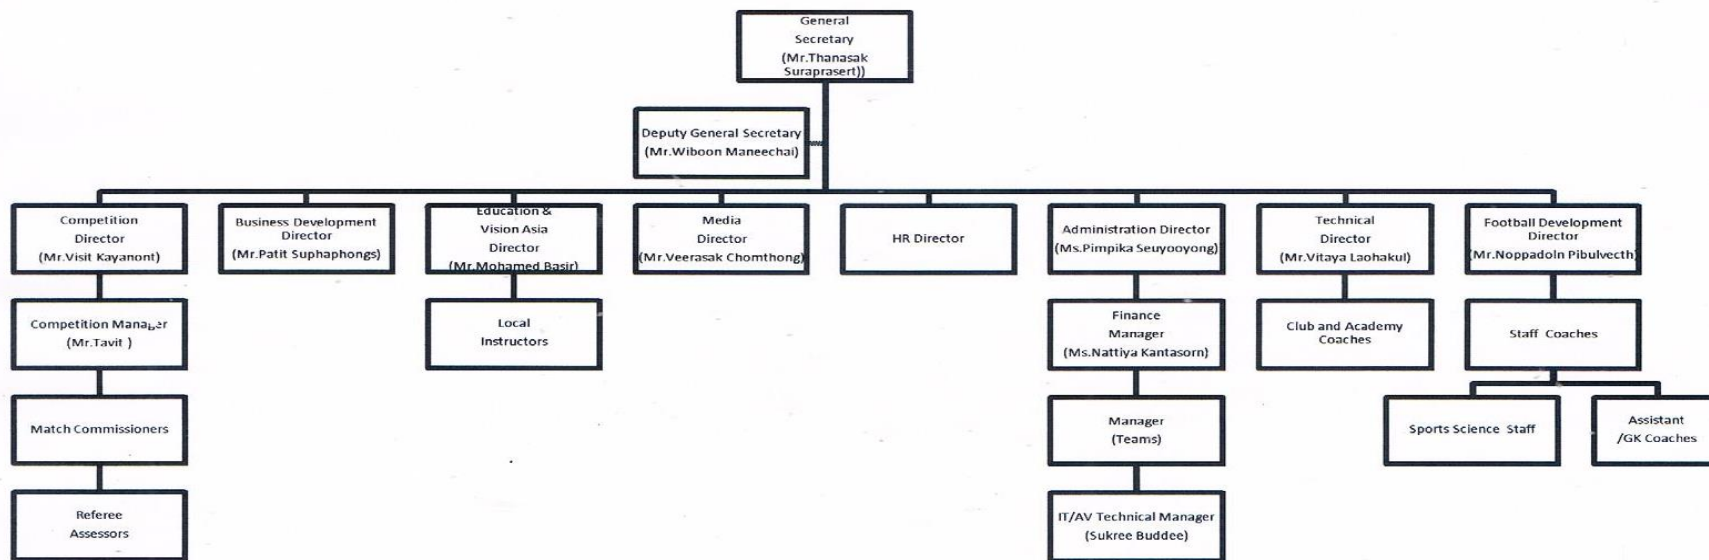 General
Secretary
(Mr.Thanasak
Suraprasert))
Deputy General Secretary
(Mr.Wiboon Maneechai)
Competition
Director
(Mr.Visit Kayanont)
Business Development
Director
(Mr.Patit Suphaphongs)
Education &
Vision Asia
Director
(Mr.Mohamed Basir)
Media
Director
(Mr.Veerasak Chomthong)
HR Director
Administration Director
(Ms.Pimpika Seuyooyong)
Technical
Director
(Mr.Vitaya Laohakul)
Football Development
Director
(Mr.Noppadoln Pibulvecth)
Competition Manager
(Mr.Tavit )
Local
Instructors
Finance
Manager
(Ms.Nattiya Kantasorn)
Club and Academy
Coaches
Staff Coaches
Match Commissioners
Manager
(Teams)
Sports Science Staff
Assistant
/GK Coaches
Referee
Assessors
IT/AV Technical Manager
(Sukree Buddee)